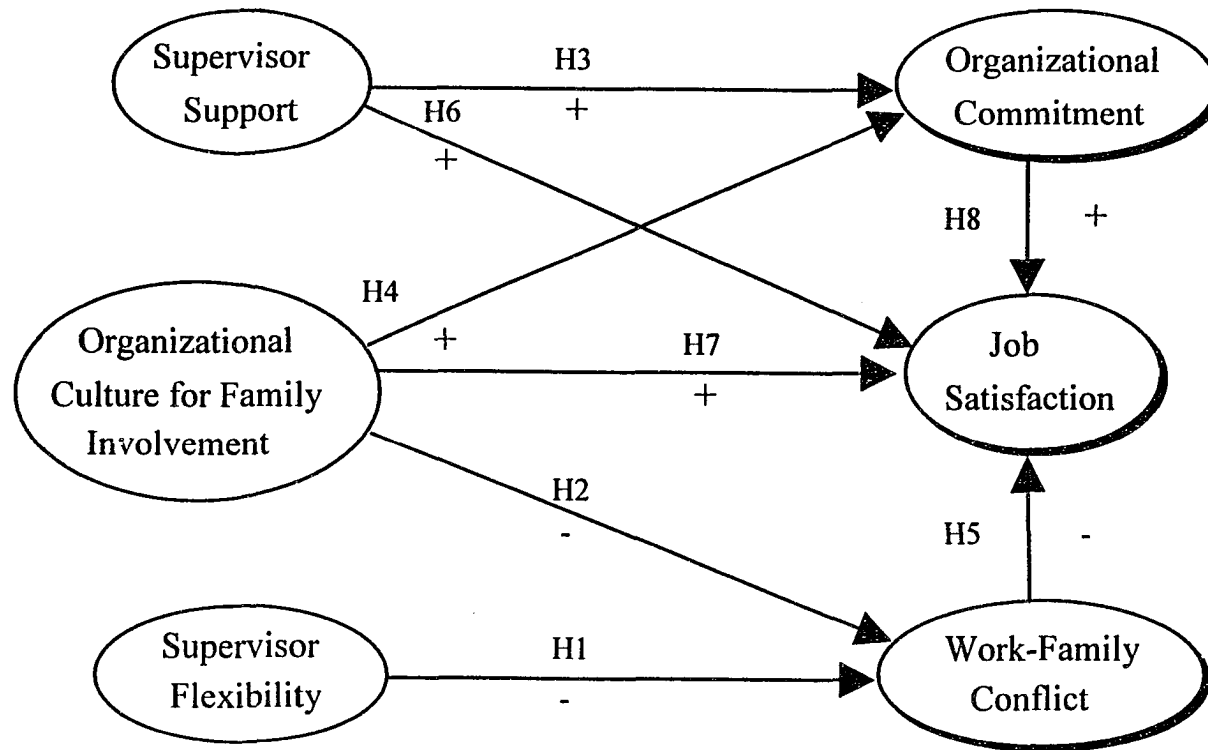 Supervisor
Support
H3
+
Organizational
Commitment
H6
+
H8
+
H4
+
Organizational
Culture for Family
Involvement
H7
+
Job
Satisfaction
H2
-
H5
-
Supervisor
Flexibility
H1
-
Work-Family
Conflict